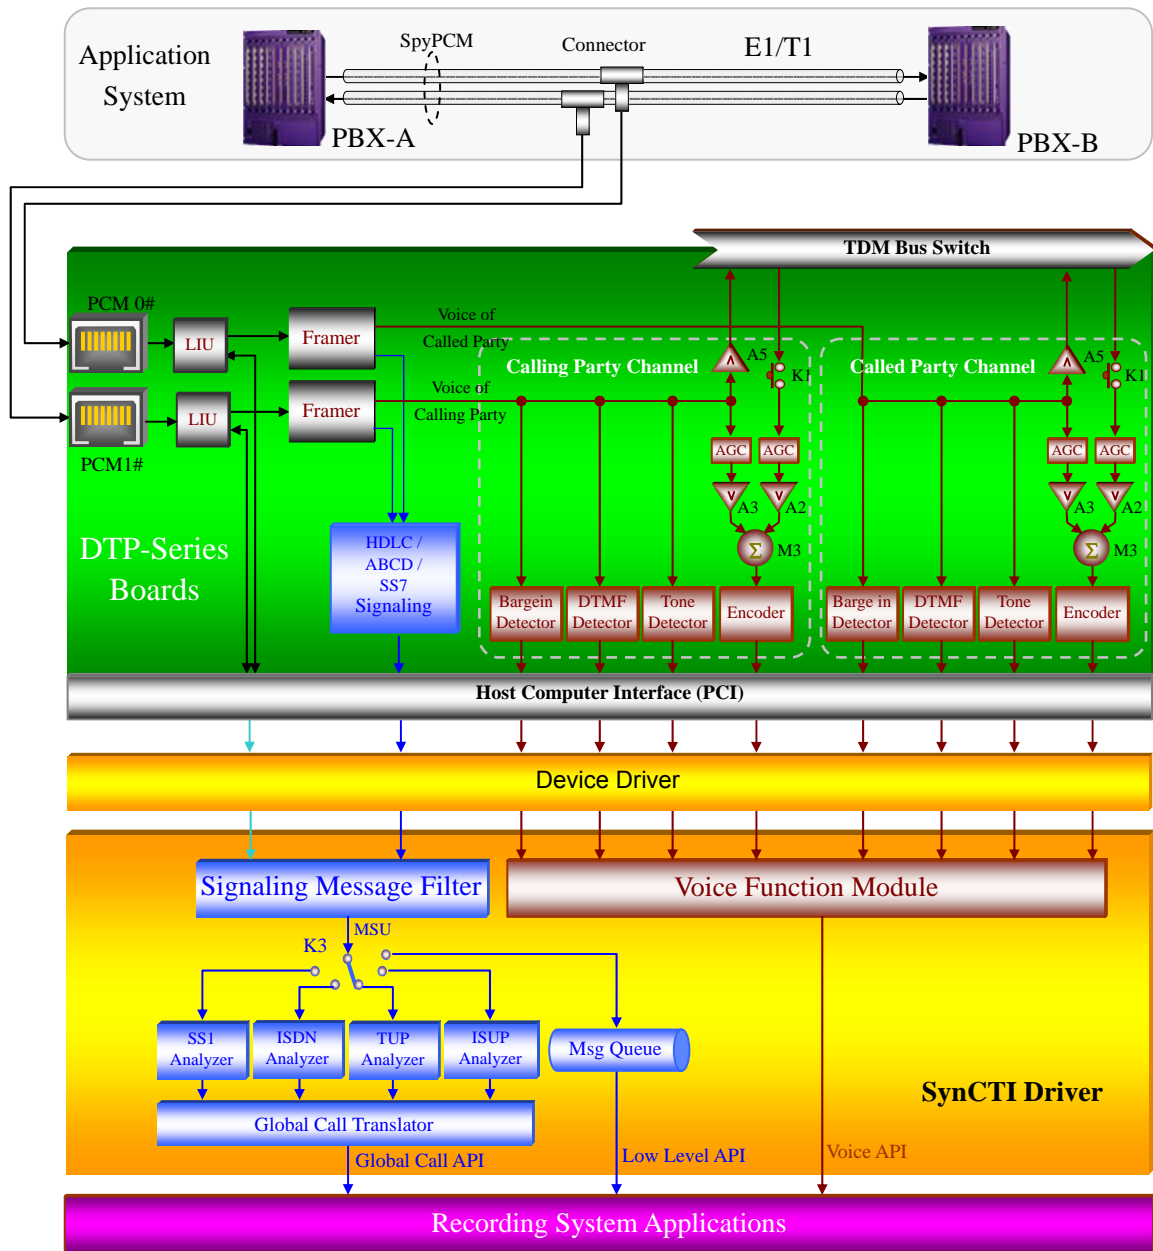 Application
System
SpyPCM
Connector
E1/T1
PBX-A
PBX-B
TDM Bus Switch
PCM 0#
LIU
Framer
Voice of
Called Party
Calling Party Channel
A5
K1
Called Party Channel
A5
K1
PCM1#
LIU
Framer
Voice of
Calling Party
AGC
AGC
AGC
AGC
A3
A2
A3
A2
Σ
M3
Σ
M3
DTP-Series
Boards
HDLC /
ABCD /
SS7
Signaling
Bargein
Detector
DTMF
Detector
Tone
Detector
Encoder
Barge in
Detector
DTMF
Detector
Tone
Detector
Encoder
Host Computer Interface (PCI)
Device Driver
Signaling Message Filter
Voice Function Module
MSU
K3
SS1
Analyzer
ISDN
Analyzer
TUP
Analyzer
ISUP
Analyzer
Msg Queue
SynCTI Driver
Global Call Translator
Global Call API
Low Level API
Voice API
Recording System Applications